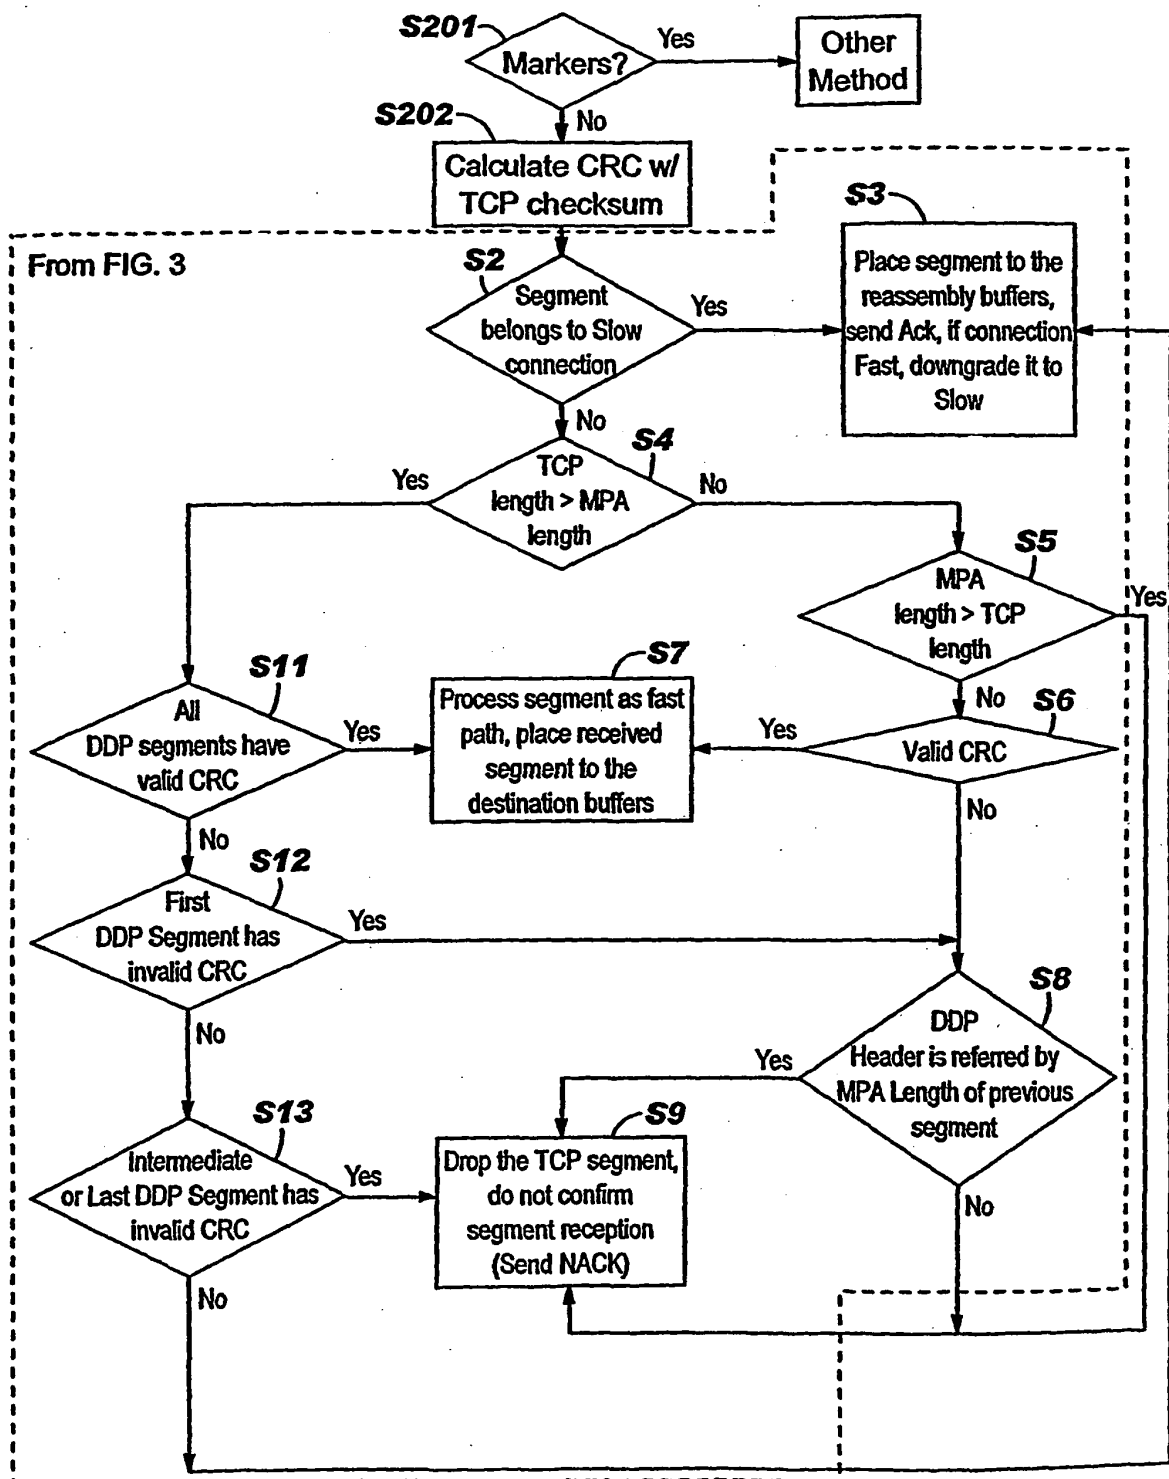 S201
Markers?
Yes
Other
Method
No
S202
Calculate CRC w/
TCP checksum
From FIG. 3
S2
Segment
belongs to Slow
connection
Yes
S3
Place segment to the
reassembly buffers,
send Ack, if connection
Fast, downgrade it to
Slow
No
S4
TCP
length > MPA
length
Yes
No
S5
MPA
length > TCP
length
Yes
No
S11
All
DDP segments have
valid CRC
Yes
S7
Process segment as fast
path, place received
segment to the
destination buffers
Yes
S6
Valid CRC
No
No
S12
First
DDP Segment has
invalid CRC
Yes
No
S8
DDP
Header is referred by
MPA Length of previous
segment
Yes
No
S13
Intermediate
or Last DDP Segment has
invalid CRC
Yes
S9
Drop the TCP segment,
do not confirm
segment reception
(Send NACK)
No